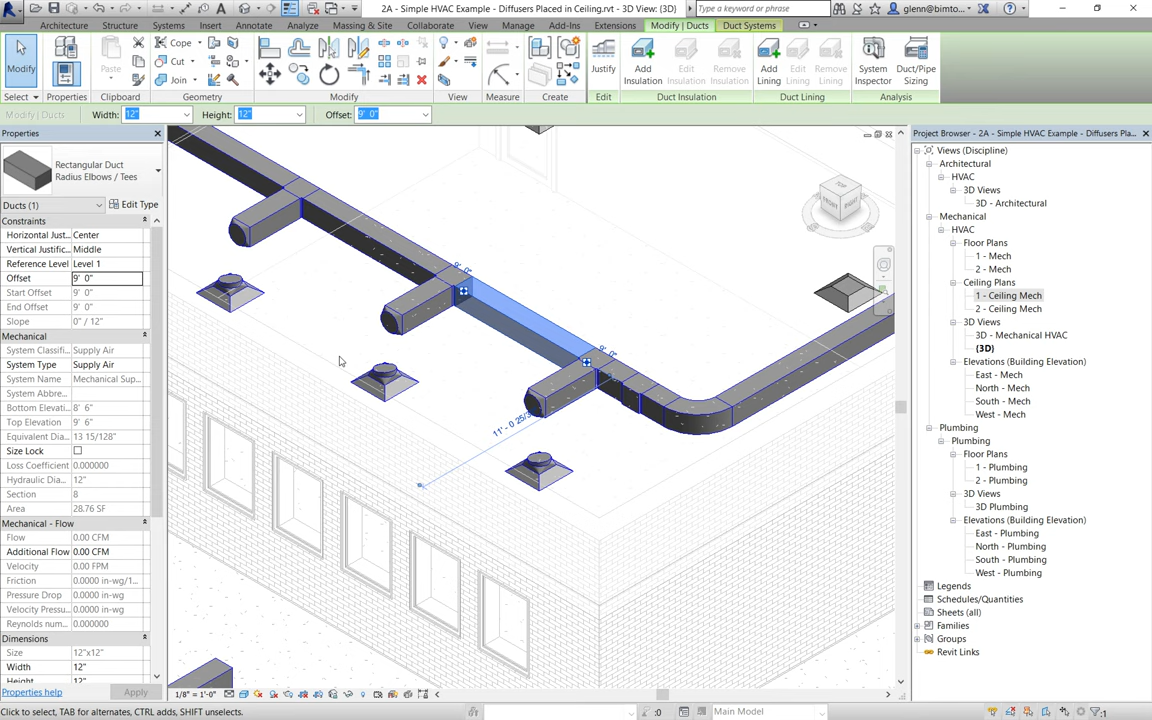 2A - Simple HVAC Example - Diffusers Placed in Ceiling.rvt - 3D View: {3D}
Type a keyword or phrase
glenn@bimto...
Architecture Structure Systems Insert Annotate Analyze Massing & Site Collaborate View Manage Add-Ins Extensions Modify | Ducts Duct Systems
Modify
Properties
Paste
Cope
Cut
Join
Justify
Add Insulation
Edit Insulation
Remove Insulation
Add Lining
Edit Lining
Remove Lining
System Inspector
Duct/Pipe Sizing
Select Properties Clipboard Geometry Modify View Measure Create Edit Duct Insulation Duct Lining Analysis
Modify | Ducts Width: 12" Height: 12" Offset: 9' 0"
Properties
Rectangular Duct
Radius Elbows / Tees
Ducts (1) Edit Type
Constraints
Horizontal Just... Center
Vertical Justific... Middle
Reference Level Level 1
Offset 9' 0"
Start Offset 9' 0"
End Offset 9' 0"
Slope 0" / 12"
Mechanical
System Classifi... Supply Air
System Type Supply Air
System Name Mechanical Sup...
System Abbre...
Bottom Elevati... 8' 6"
Top Elevation 9' 6"
Equivalent Dia... 13 15/128"
Size Lock
Loss Coefficient 0.000000
Hydraulic Dia... 12"
Section 8
Area 28.76 SF
Mechanical - Flow
Flow 0.00 CFM
Additional Flow 0.00 CFM
Velocity 0.00 FPM
Friction 0.0000 in-wg/1...
Pressure Drop 0.0000 in-wg
Velocity Pressu... 0.0000 in-wg
Reynolds num... 0.000000
Dimensions
Size 12"x12"
Width 12"
Height 12"
Properties help Apply
9' 0"
9' 0"
TOP
FRONT
RIGHT
Project Browser - 2A - Simple HVAC Example - Diffusers Pla...
Views (Discipline)
Architectural
HVAC
3D Views
3D - Architectural
Mechanical
HVAC
Floor Plans
1 - Mech
2 - Mech
Ceiling Plans
1 - Ceiling Mech
2 - Ceiling Mech
3D Views
3D - Mechanical HVAC
{3D}
Elevations (Building Elevation)
East - Mech
North - Mech
South - Mech
West - Mech
Plumbing
Plumbing
Floor Plans
1 - Plumbing
2 - Plumbing
3D Views
3D Plumbing
Elevations (Building Elevation)
East - Plumbing
North - Plumbing
South - Plumbing
West - Plumbing
Legends
Schedules/Quantities
Sheets (all)
Families
Groups
Revit Links
1/8" = 1'-0"
Click to select, TAB for alternates, CTRL adds, SHIFT unselects.
:0
Main Model
:1